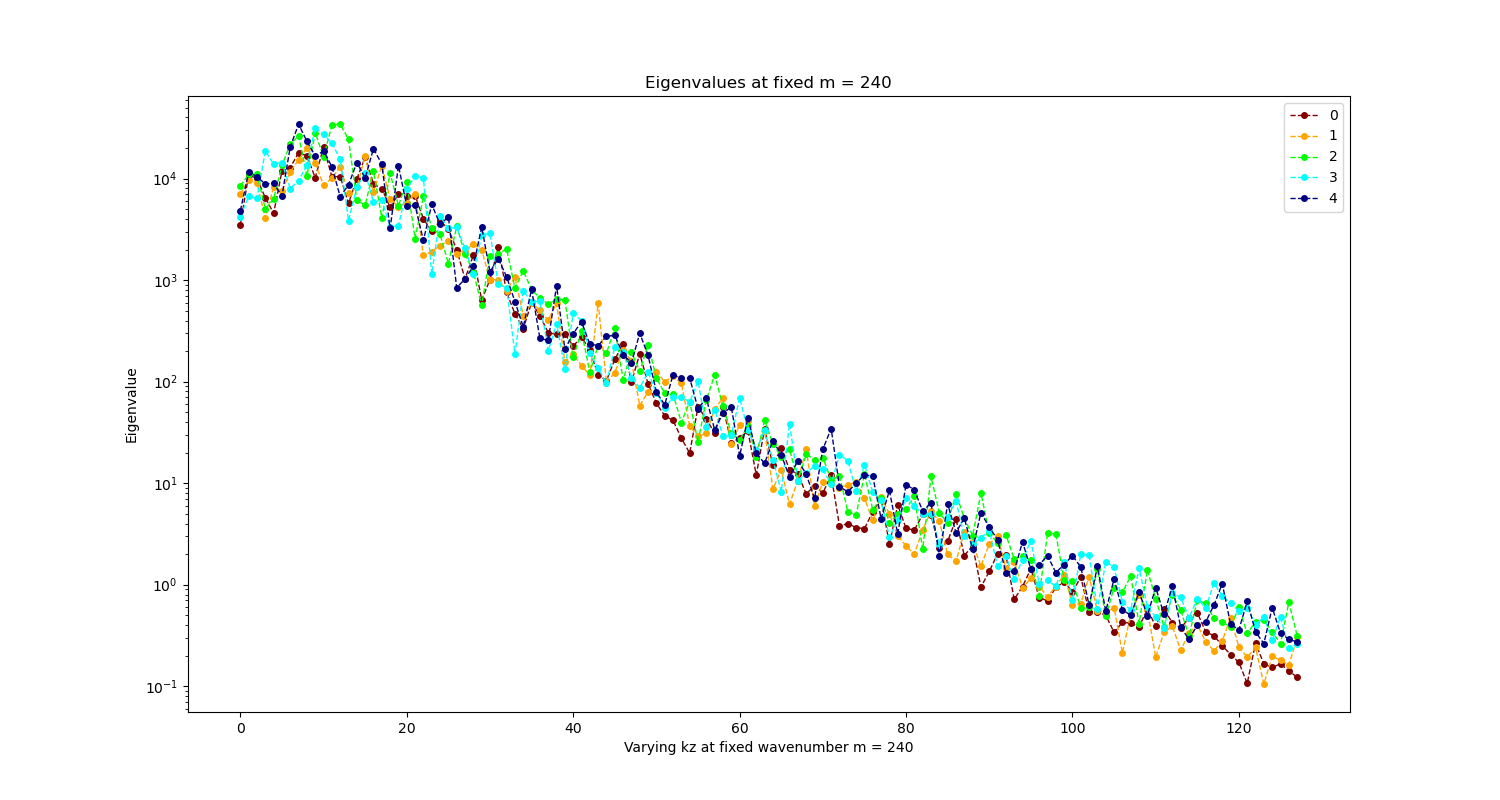 Eigenvalues at fixed m = 240
0
1
2
3
4
10^4
10^3
10^2
10^1
10^0
10^-1
Eigenvalue
0 20 40 60 80 100 120
Varying kz at fixed wavenumber m = 240